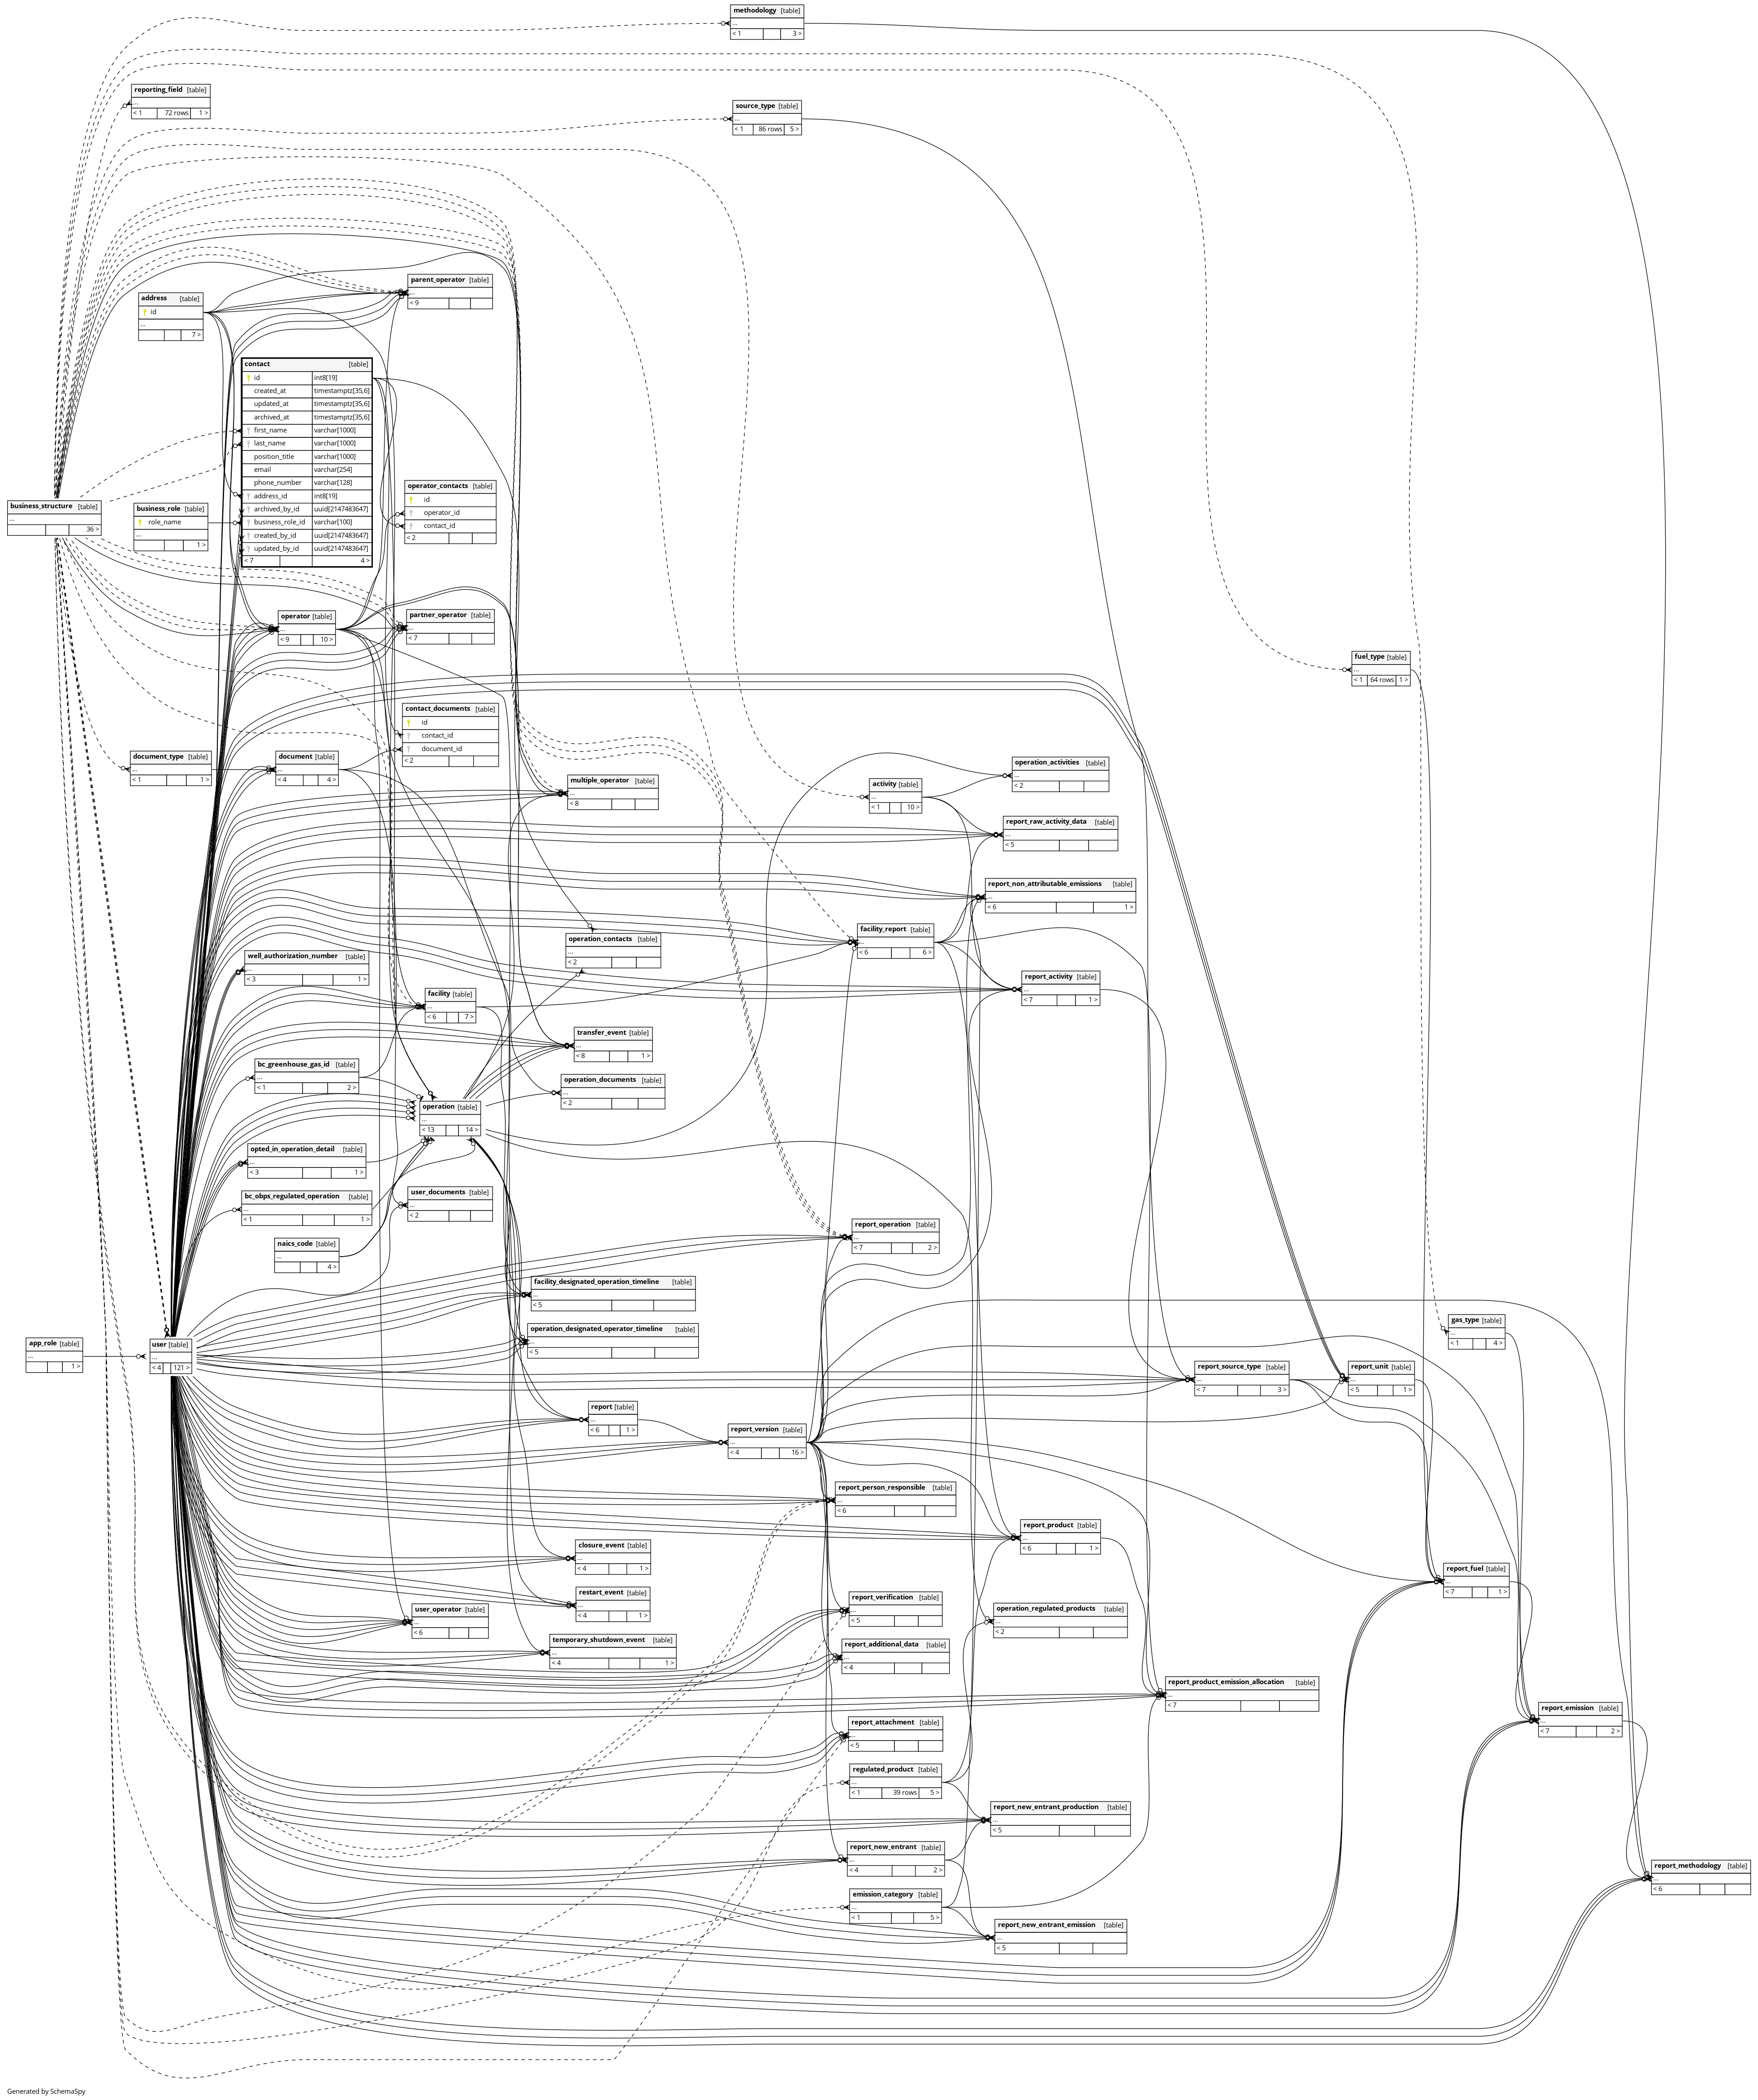 methodology [table]
...
< 1 3 >
reporting_field [table]
...
< 1 72 rows 1 >
source_type [table]
...
< 1 86 rows 5 >
parent_operator [table]
...
< 9
address [table]
id
...
7 >
contact [table]
id int8[19]
created_at timestamptz[35,6]
updated_at timestamptz[35,6]
archived_at timestamptz[35,6]
first_name varchar[1000]
last_name varchar[1000]
position_title varchar[1000]
email varchar[254]
phone_number varchar[128]
address_id int8[19]
archived_by_id uuid[2147483647]
business_role_id varchar[100]
created_by_id uuid[2147483647]
updated_by_id uuid[2147483647]
< 7 4 >
operator_contacts [table]
id
operator_id
contact_id
< 2
business_structure [table]
...
36 >
business_role [table]
role_name
...
1 >
operator [table]
...
< 9 10 >
partner_operator [table]
...
< 7
fuel_type [table]
...
< 1 64 rows 1 >
contact_documents [table]
id
contact_id
document_id
< 2
document_type [table]
...
< 1 1 >
document [table]
...
< 4 4 >
multiple_operator [table]
...
< 8
activity [table]
...
< 1 10 >
operation_activities [table]
...
< 2
report_raw_activity_data [table]
...
< 5
report_non_attributable_emissions [table]
...
< 6 1 >
facility_report [table]
...
< 6 6 >
operation_contacts [table]
...
< 2
well_authorization_number [table]
...
< 3 1 >
report_activity [table]
...
< 7 1 >
facility [table]
...
< 6 7 >
transfer_event [table]
...
< 8 1 >
bc_greenhouse_gas_id [table]
...
< 1 2 >
operation_documents [table]
...
< 2
operation [table]
...
< 13 14 >
opted_in_operation_detail [table]
...
< 3 1 >
user_documents [table]
...
< 2
bc_obps_regulated_operation [table]
...
< 1 1 >
report_operation [table]
...
< 7 2 >
naics_code [table]
...
4 >
facility_designated_operation_timeline [table]
...
< 5
operation_designated_operator_timeline [table]
...
< 5
gas_type [table]
...
< 1 4 >
app_role [table]
...
1 >
user [table]
...
< 4 121 >
report_source_type [table]
...
< 7 3 >
report_unit [table]
...
< 5 1 >
report [table]
...
< 6 1 >
report_version [table]
...
< 4 16 >
report_person_responsible [table]
...
< 6
report_product [table]
...
< 6 1 >
closure_event [table]
...
< 4 1 >
report_fuel [table]
...
< 7 1 >
restart_event [table]
...
< 4 1 >
report_verification [table]
...
< 5
user_operator [table]
...
< 6
operation_regulated_products [table]
...
< 2
temporary_shutdown_event [table]
...
< 4 1 >
report_additional_data [table]
...
< 4
report_product_emission_allocation [table]
...
< 7
report_emission [table]
...
< 7 2 >
report_attachment [table]
...
< 5
regulated_product [table]
...
< 1 39 rows 5 >
report_new_entrant_production [table]
...
< 5
report_new_entrant [table]
...
< 4 2 >
report_methodology [table]
...
< 6
emission_category [table]
...
< 1 5 >
report_new_entrant_emission [table]
...
< 5
Generated by SchemaSpy